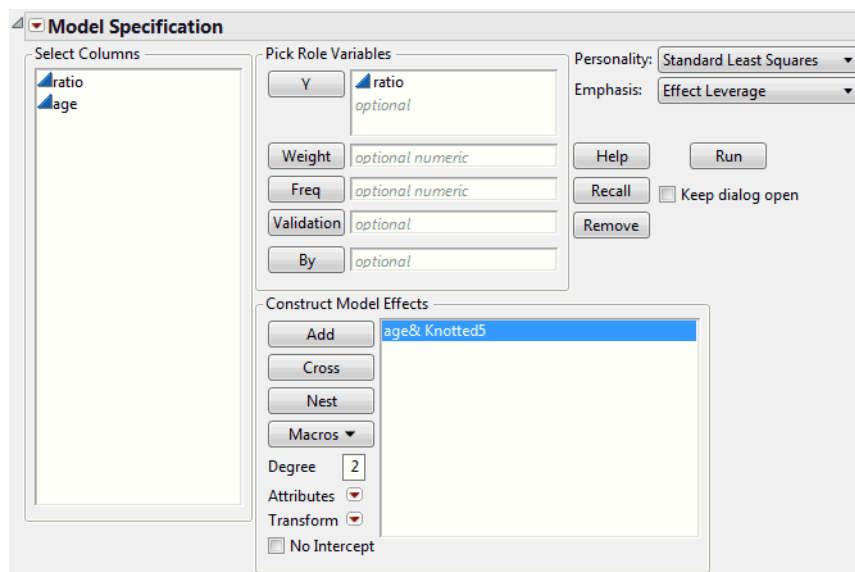 Model Specification
Select Columns
ratio
age
Pick Role Variables
Y
ratio
optional
Weight
optional numeric
Freq
optional numeric
Validation
optional
By
optional
Personality:
Standard Least Squares
Emphasis:
Effect Leverage
Help
Run
Recall
Keep dialog open
Remove
Construct Model Effects
Add
age& Knotted5
Cross
Nest
Macros
Degree
2
Attributes
Transform
No Intercept